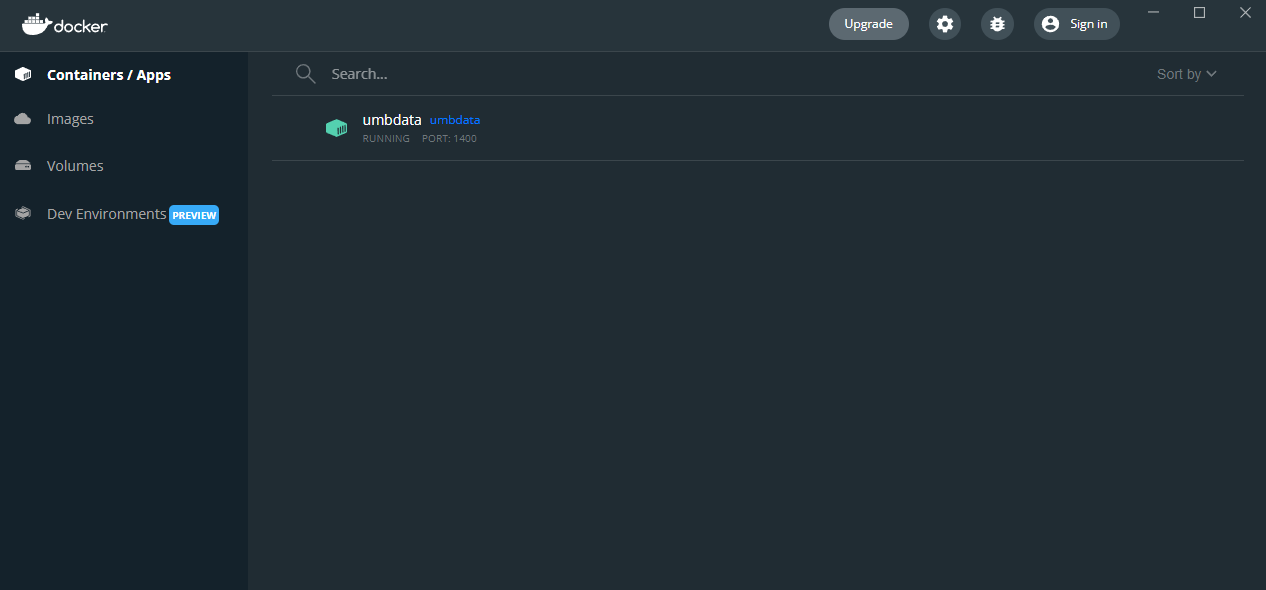 docker
Upgrade
Sign in
Containers / Apps
Images
Volumes
Dev Environments PREVIEW
Search...
Sort by
umbdata umbdata
RUNNING PORT: 1400